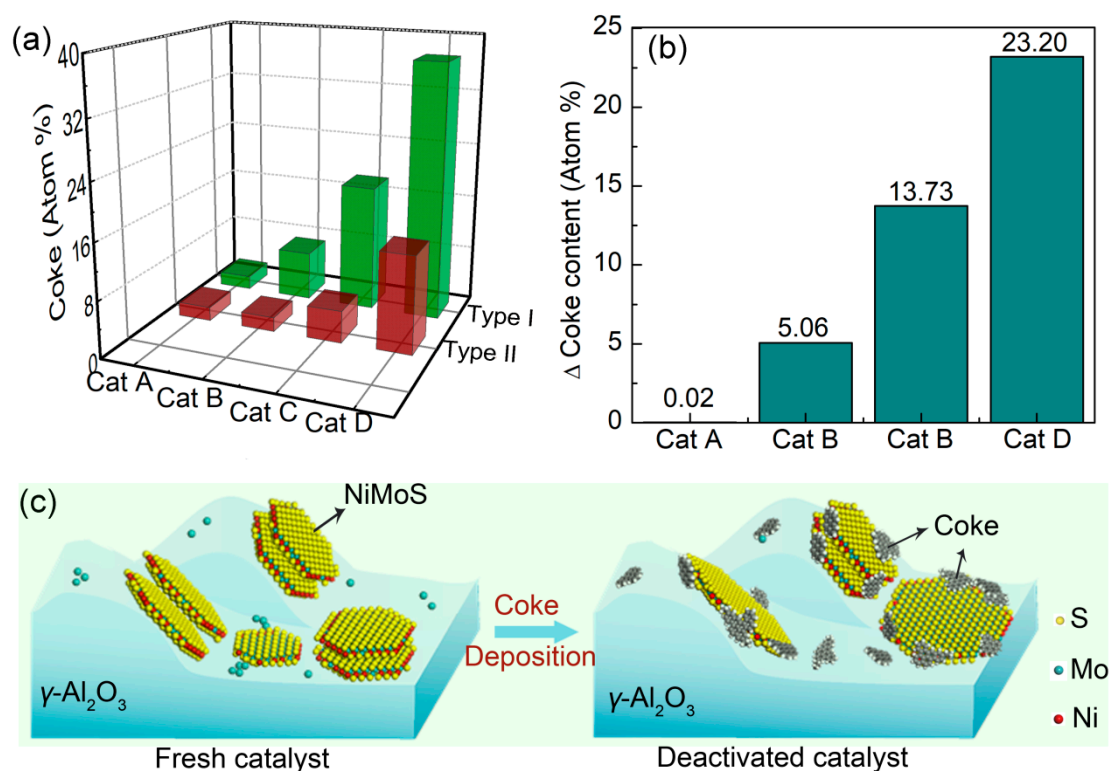 (a)
40
32
24
16
8
0
Coke (Atom %)
Cat A
Cat B
Cat C
Cat D
Type I
Type II
(b)
25
20
15
10
5
0
Δ Coke content (Atom %)
0.02
5.06
13.73
23.20
Cat A
Cat B
Cat B
Cat D
(c)
NiMoS
Coke
Coke
Deposition
S
Mo
Ni
γ-Al₂O₃
γ-Al₂O₃
Fresh catalyst
Deactivated catalyst